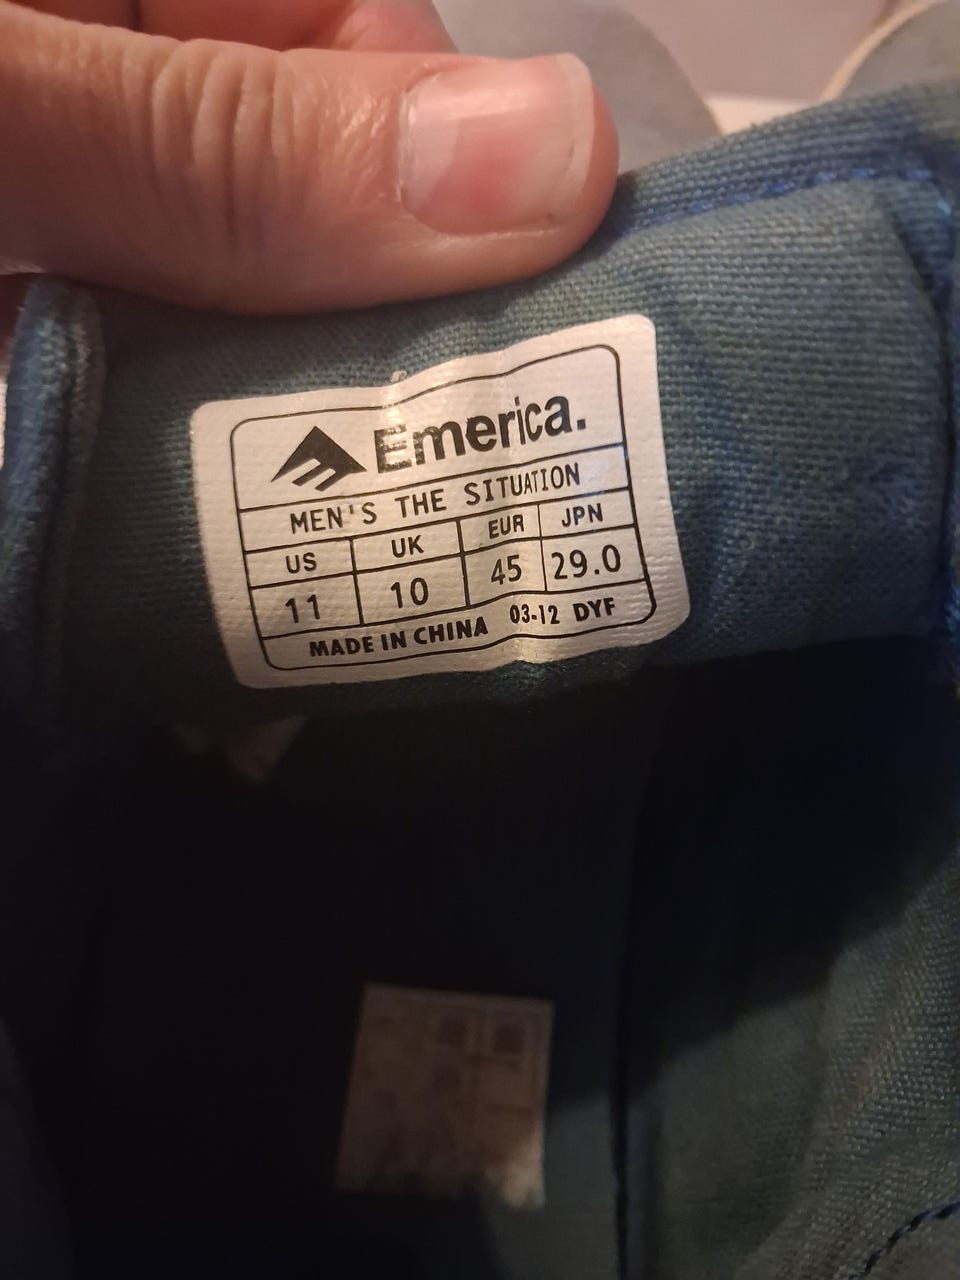 Emerica.
MEN'S THE SITUATION
US UK EUR JPN
11 10 45 29.0
MADE IN CHINA 03-12 DYF